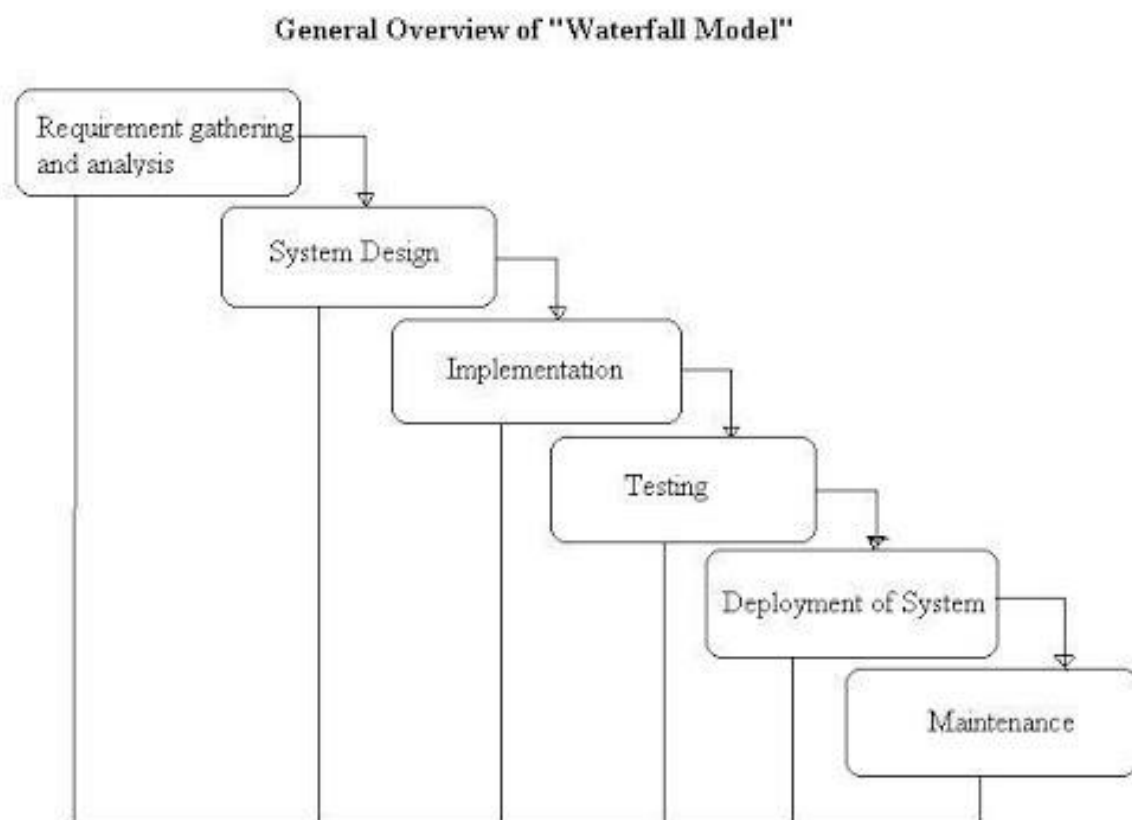 General Overview of "Waterfall Model"
Requirement gathering
and analysis
System Design
Implementation
Testing
Deployment of System
Maintenance